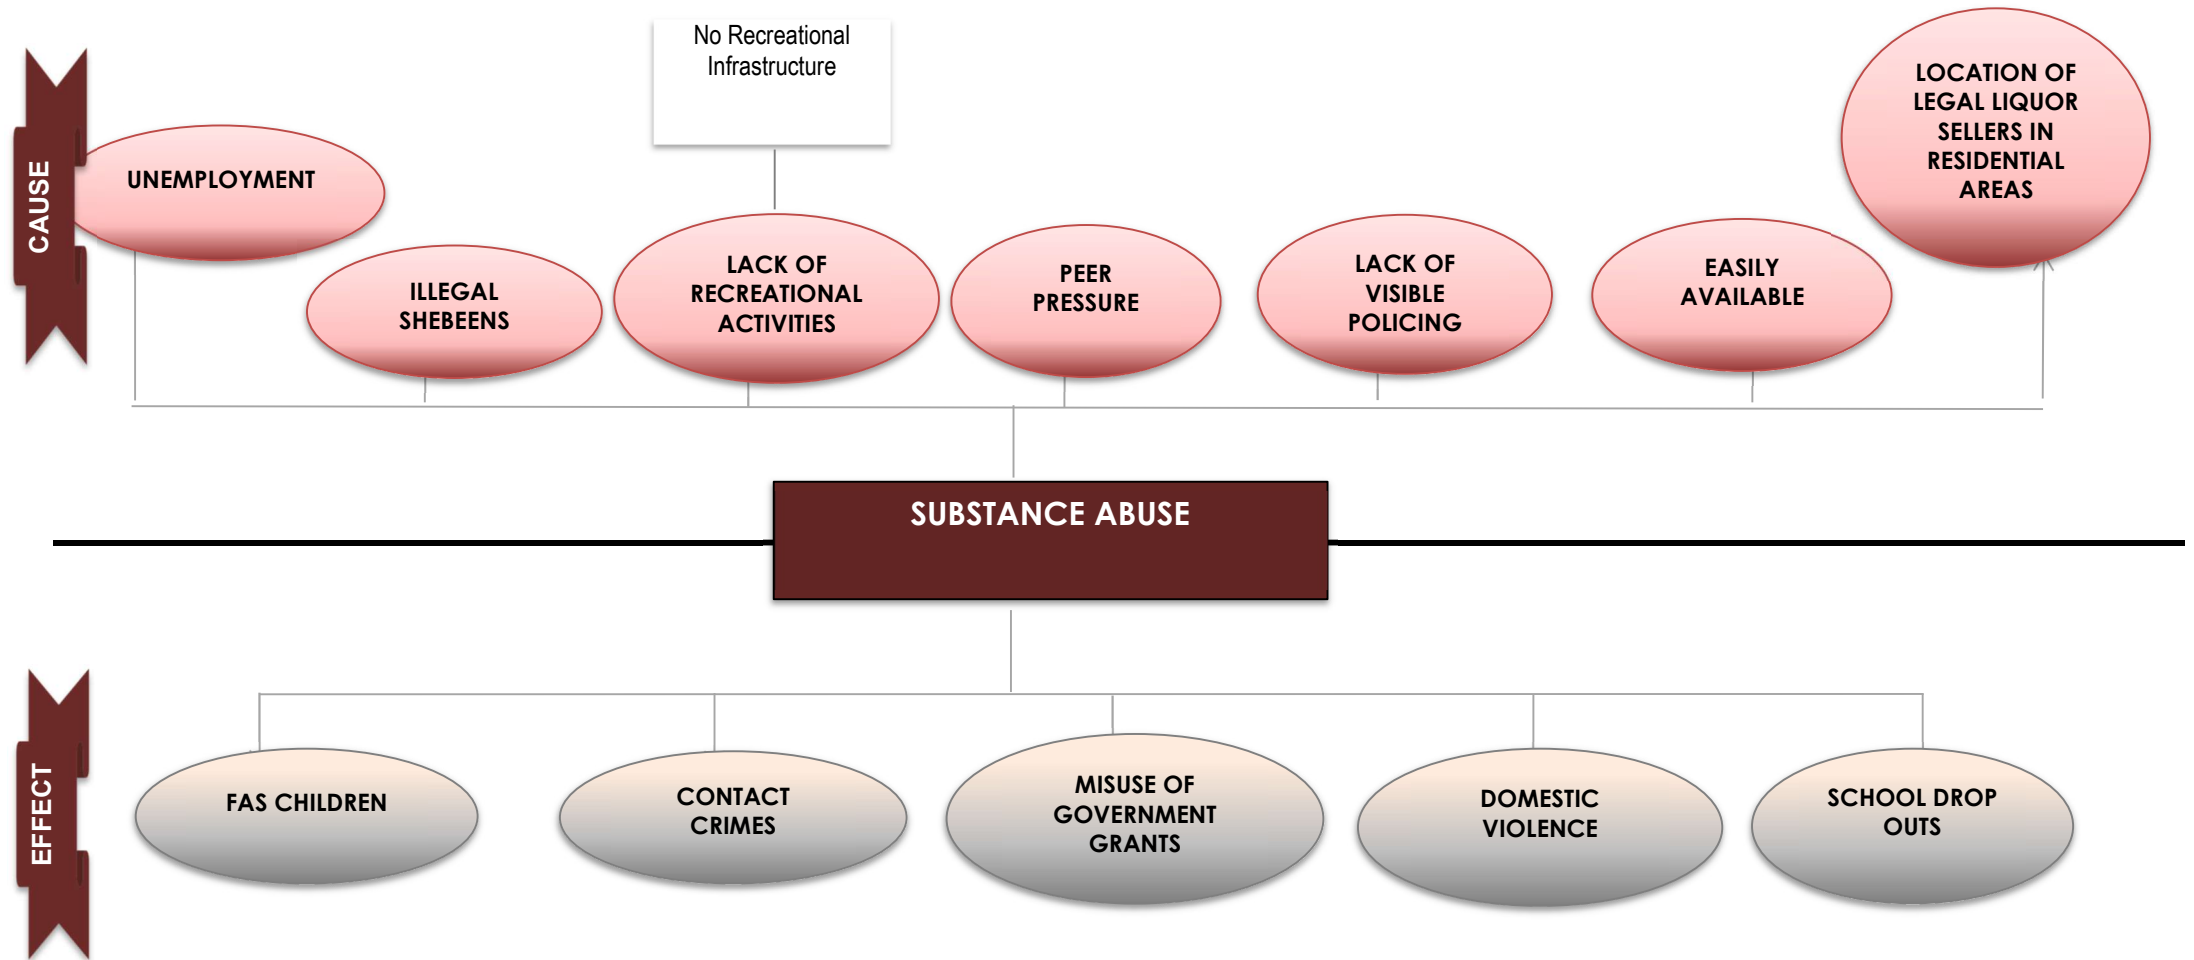 No Recreational
Infrastructure
LOCATION OF
LEGAL LIQUOR
SELLERS IN
RESIDENTIAL
AREAS
CAUSE
UNEMPLOYMENT
ILLEGAL
SHEBEENS
LACK OF
RECREATIONAL
ACTIVITIES
PEER
PRESSURE
LACK OF
VISIBLE
POLICING
EASILY
AVAILABLE
SUBSTANCE ABUSE
EFFECT
FAS CHILDREN
CONTACT
CRIMES
MISUSE OF
GOVERNMENT
GRANTS
DOMESTIC
VIOLENCE
SCHOOL DROP
OUTS